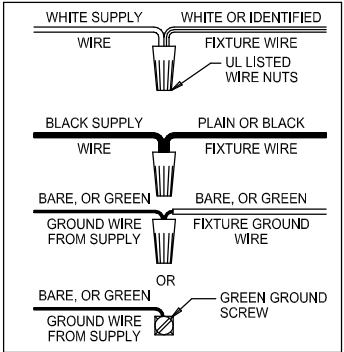 WHITE SUPPLY WHITE OR IDENTIFIED
WIRE FIXTURE WIRE
UL LISTED
WIRE NUTS
BLACK SUPPLY PLAIN OR BLACK
WIRE FIXTURE WIRE
BARE, OR GREEN BARE, OR GREEN
GROUND WIRE FIXTURE GROUND
FROM SUPPLY WIRE
OR
BARE, OR GREEN GREEN GROUND
GROUND WIRE SCREW
FROM SUPPLY